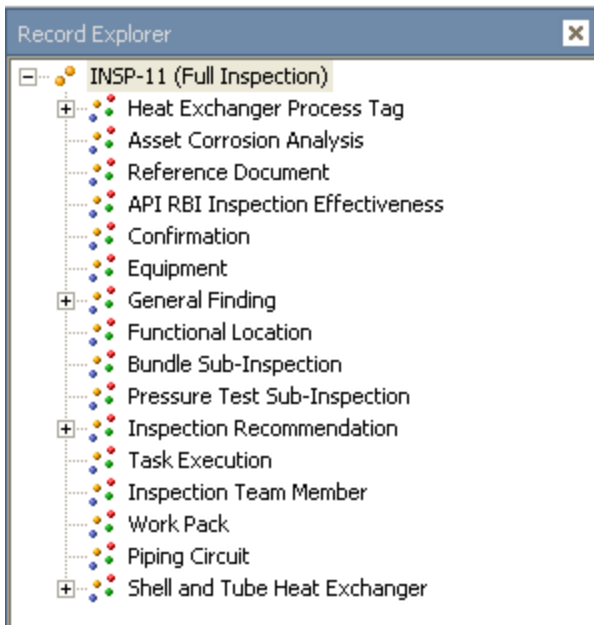 Record Explorer
INSP-11 (Full Inspection)
Heat Exchanger Process Tag
Asset Corrosion Analysis
Reference Document
API RBI Inspection Effectiveness
Confirmation
Equipment
General Finding
Functional Location
Bundle Sub-Inspection
Pressure Test Sub-Inspection
Inspection Recommendation
Task Execution
Inspection Team Member
Work Pack
Piping Circuit
Shell and Tube Heat Exchanger